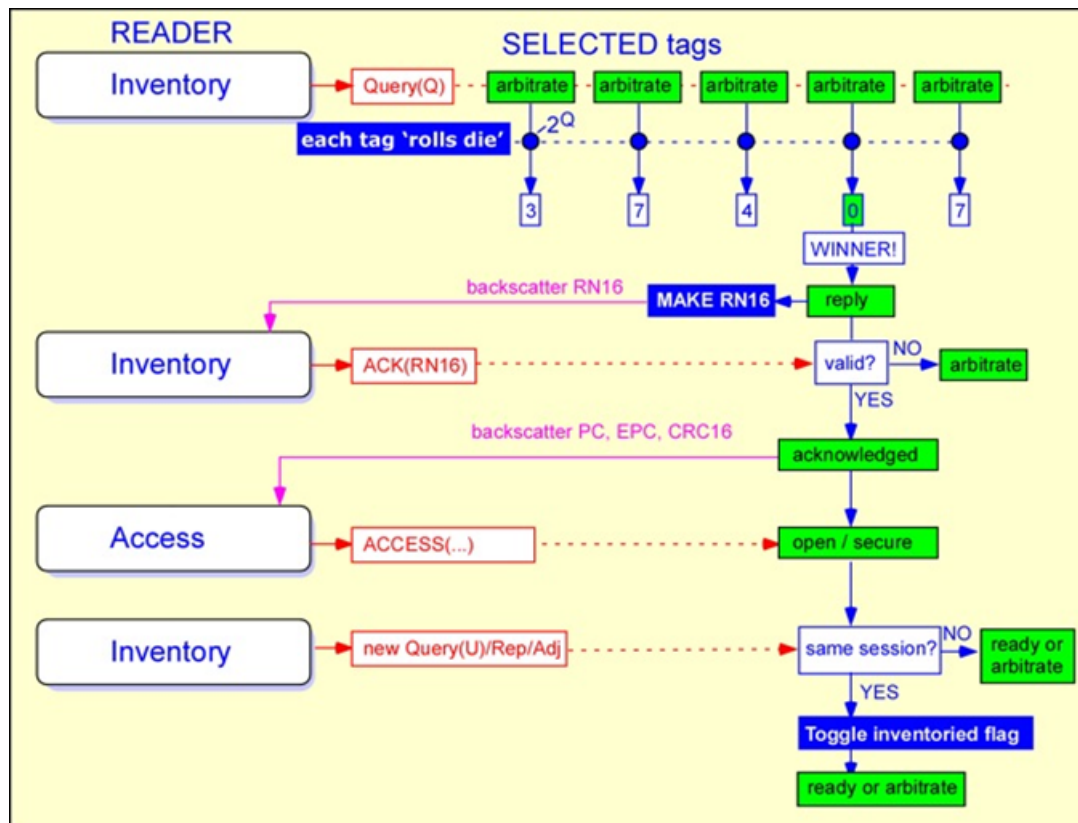 READER
SELECTED tags
Inventory
Query(Q)
arbitrate
arbitrate
arbitrate
arbitrate
arbitrate
each tag ‘rolls die’
2Q
3
7
4
0
7
WINNER!
backscatter RN16
MAKE RN16
reply
Inventory
ACK(RN16)
valid?
NO
arbitrate
YES
backscatter PC, EPC, CRC16
acknowledged
Access
ACCESS(...)
open / secure
Inventory
new Query(U)/Rep/Adj
same session?
NO
ready or
arbitrate
YES
Toggle inventoried flag
ready or arbitrate